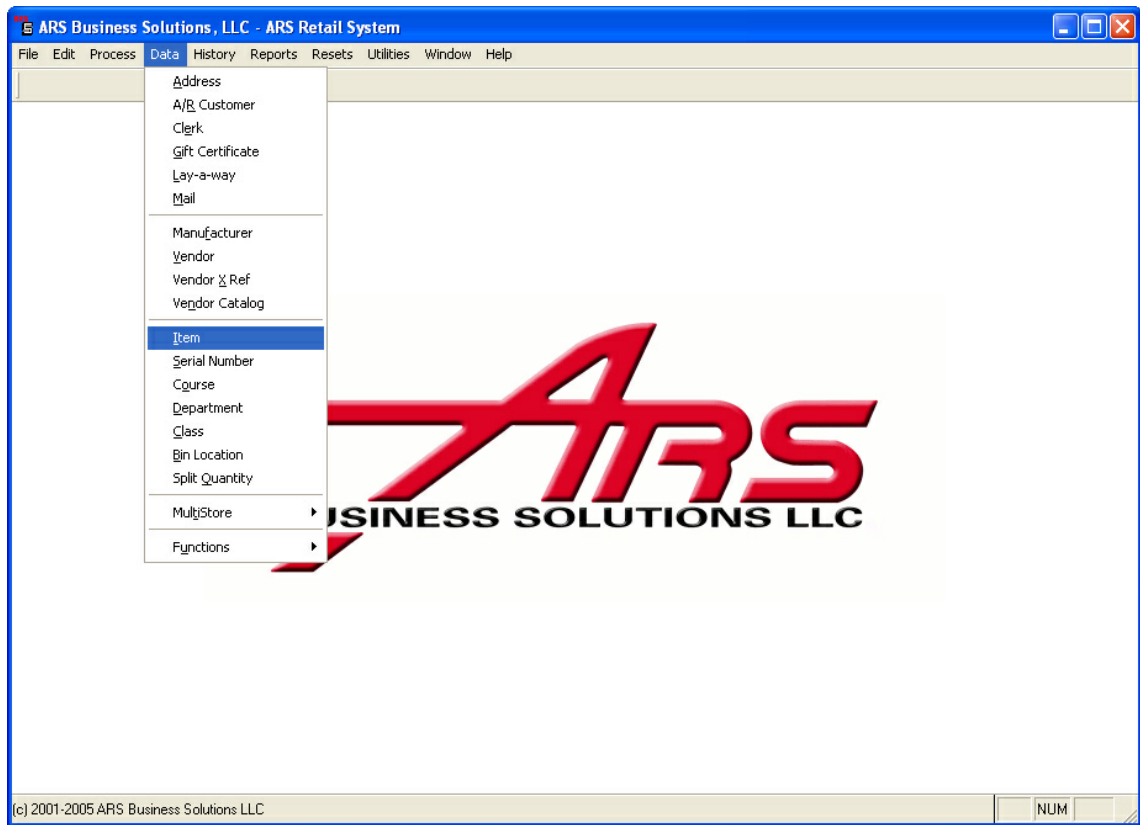 ARS Business Solutions, LLC - ARS Retail System
File Edit Process Data History Reports Resets Utilities Window Help
Address
A/R Customer
Clerk
Gift Certificate
Lay-a-way
Mail
Manufacturer
Vendor
Vendor X Ref
Vendor Catalog
Item
Serial Number
Course
Department
Class
Bin Location
Split Quantity
MultiStore
Functions
ARS
USINESS SOLUTIONS LLC
(c) 2001-2005 ARS Business Solutions LLC NUM